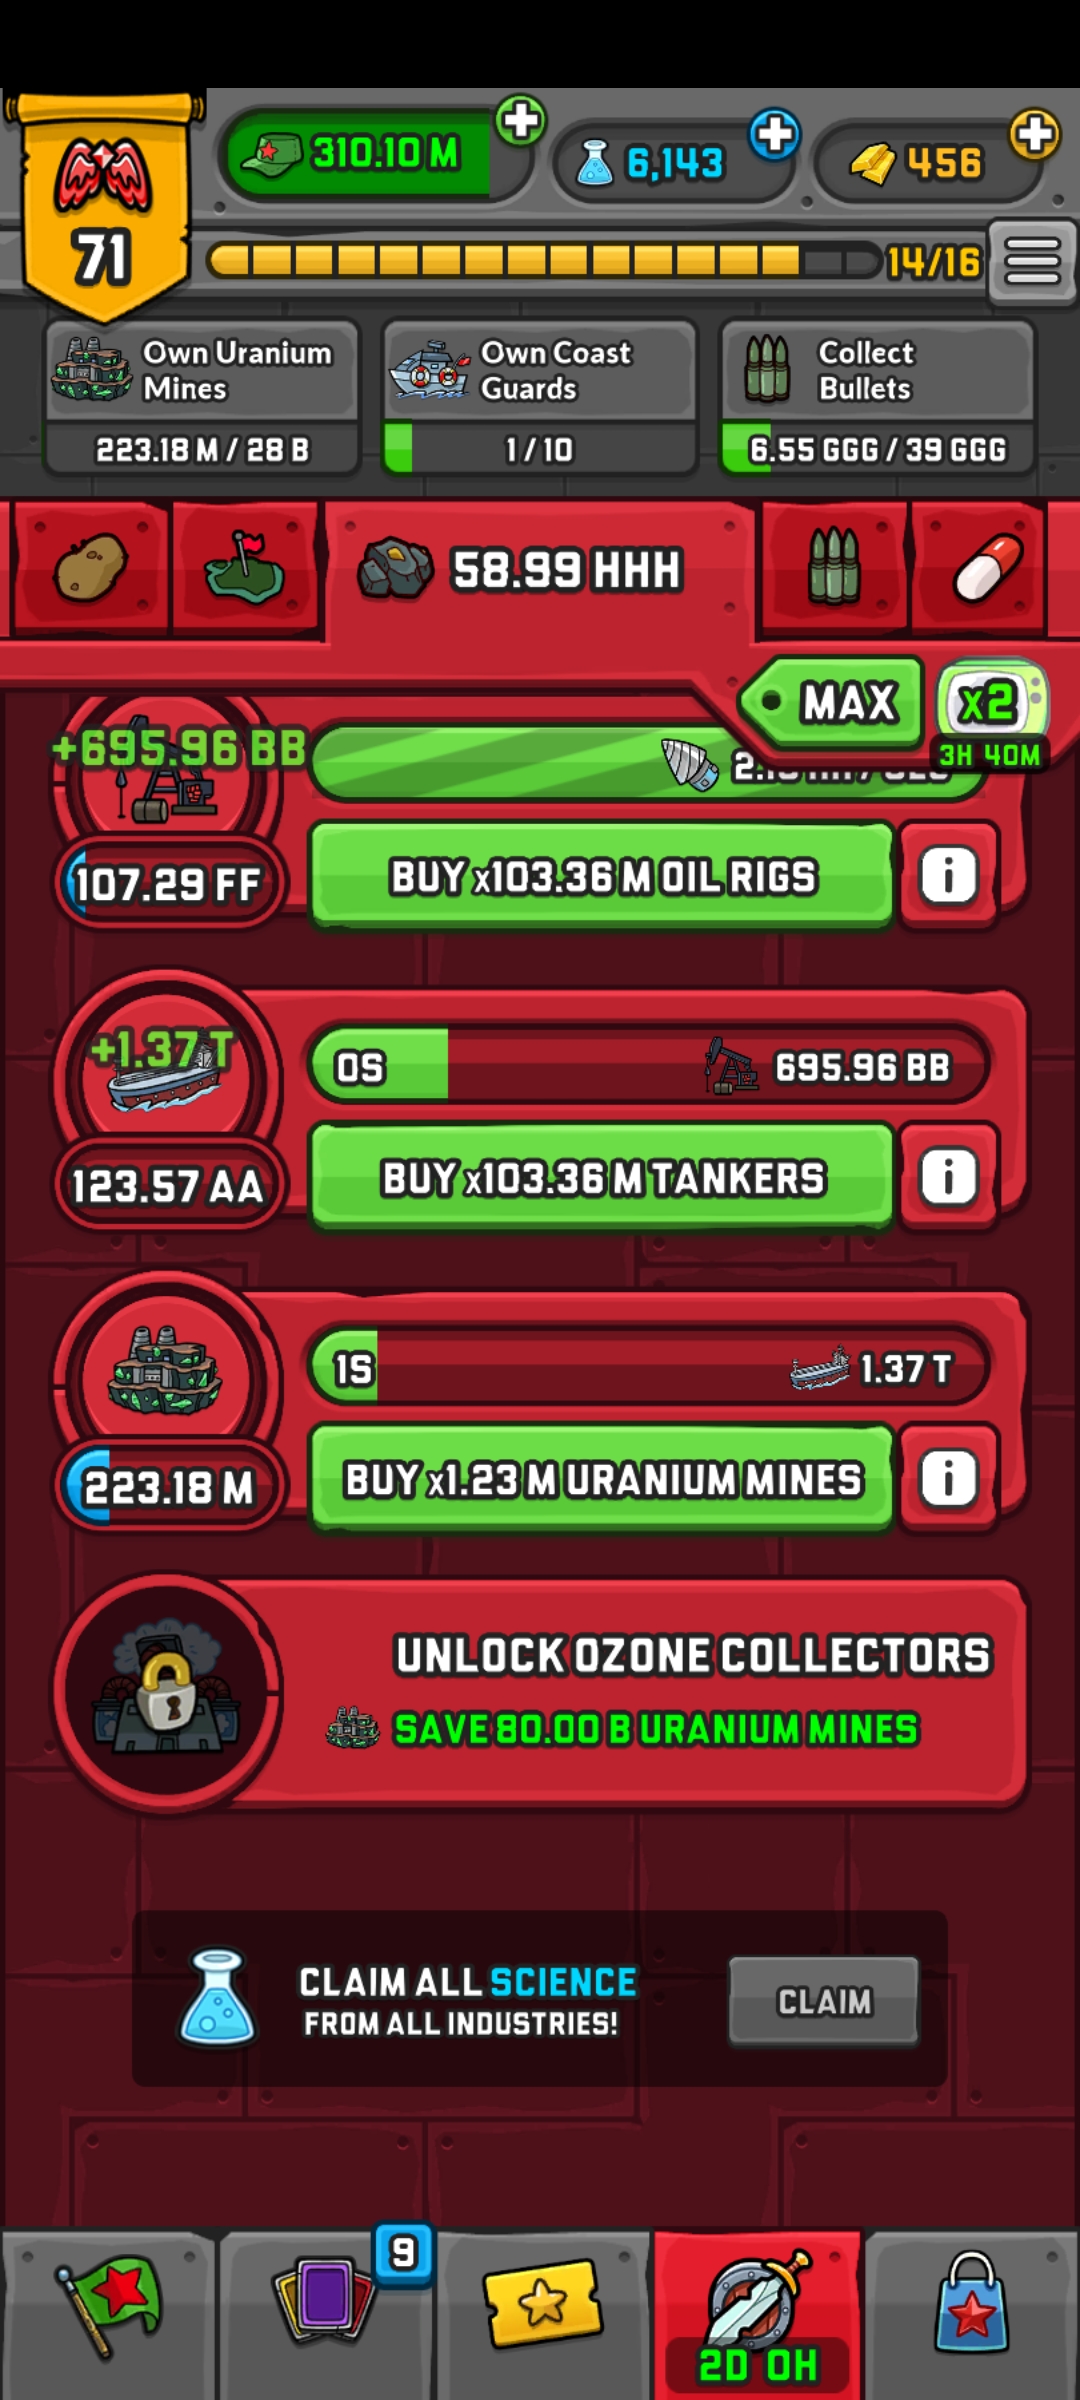 310.10 M
6,143
456
71
14/16
Own Uranium
Mines
223.18 M / 28 B
Own Coast
Guards
1 / 10
Collect
Bullets
6.55 GGG / 39 GGG
58.99 HHH
MAX
x2
3H 40M
+695.96 BB
107.29 FF
BUY x103.36 M OIL RIGS
i
+1.37 T
0S
695.96 BB
123.57 AA
BUY x103.36 M TANKERS
i
1S
1.37 T
223.18 M
BUY x1.23 M URANIUM MINES
i
UNLOCK OZONE COLLECTORS
SAVE 80.00 B URANIUM MINES
CLAIM ALL SCIENCE
FROM ALL INDUSTRIES!
CLAIM
9
2D 0H